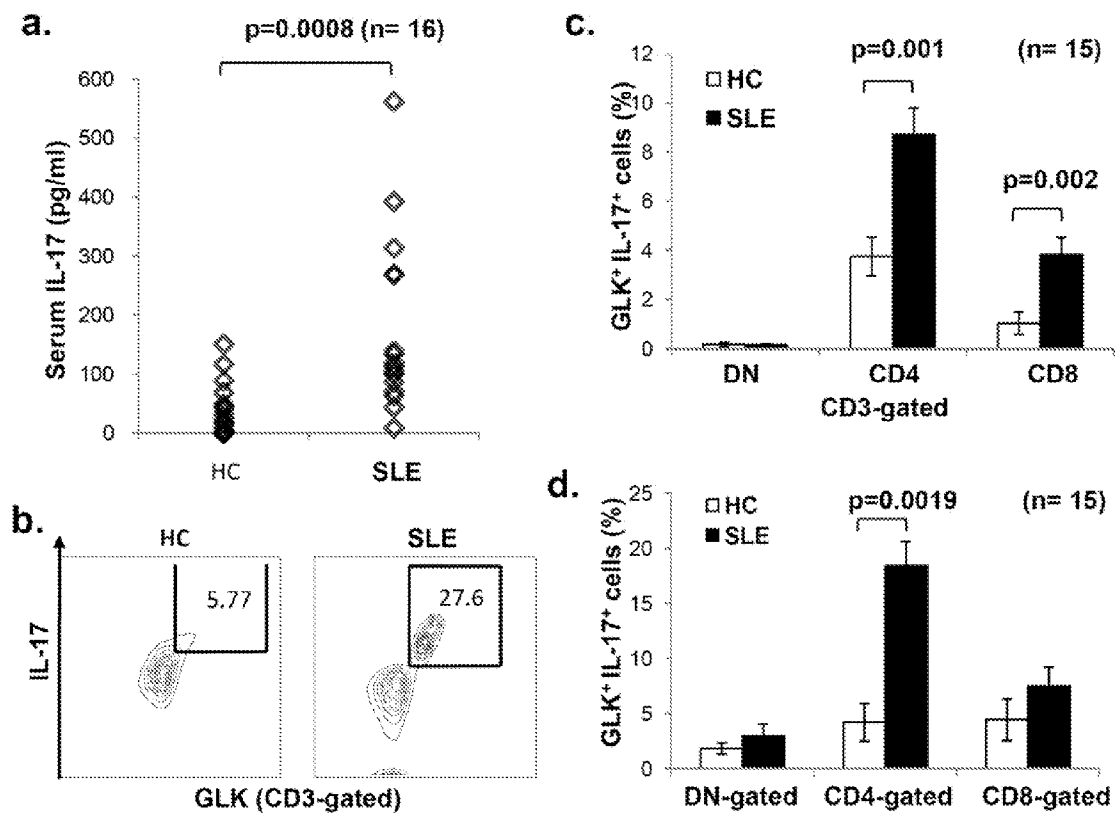 a.
p=0.0008 (n= 16)
600
500
400
300
200
100
0
Serum IL-17 (pg/ml)
HC
SLE
b.
HC
SLE
5.77
27.6
IL-17
GLK (CD3-gated)
c.
12
10
8
6
4
2
0
GLK⁺ IL-17⁺ cells (%)
HC
SLE
p=0.001
(n= 15)
p=0.002
DN
CD4
CD8
CD3-gated
d.
25
20
15
10
5
0
GLK⁺ IL-17⁺ cells (%)
HC
SLE
p=0.0019
(n= 15)
DN-gated
CD4-gated
CD8-gated